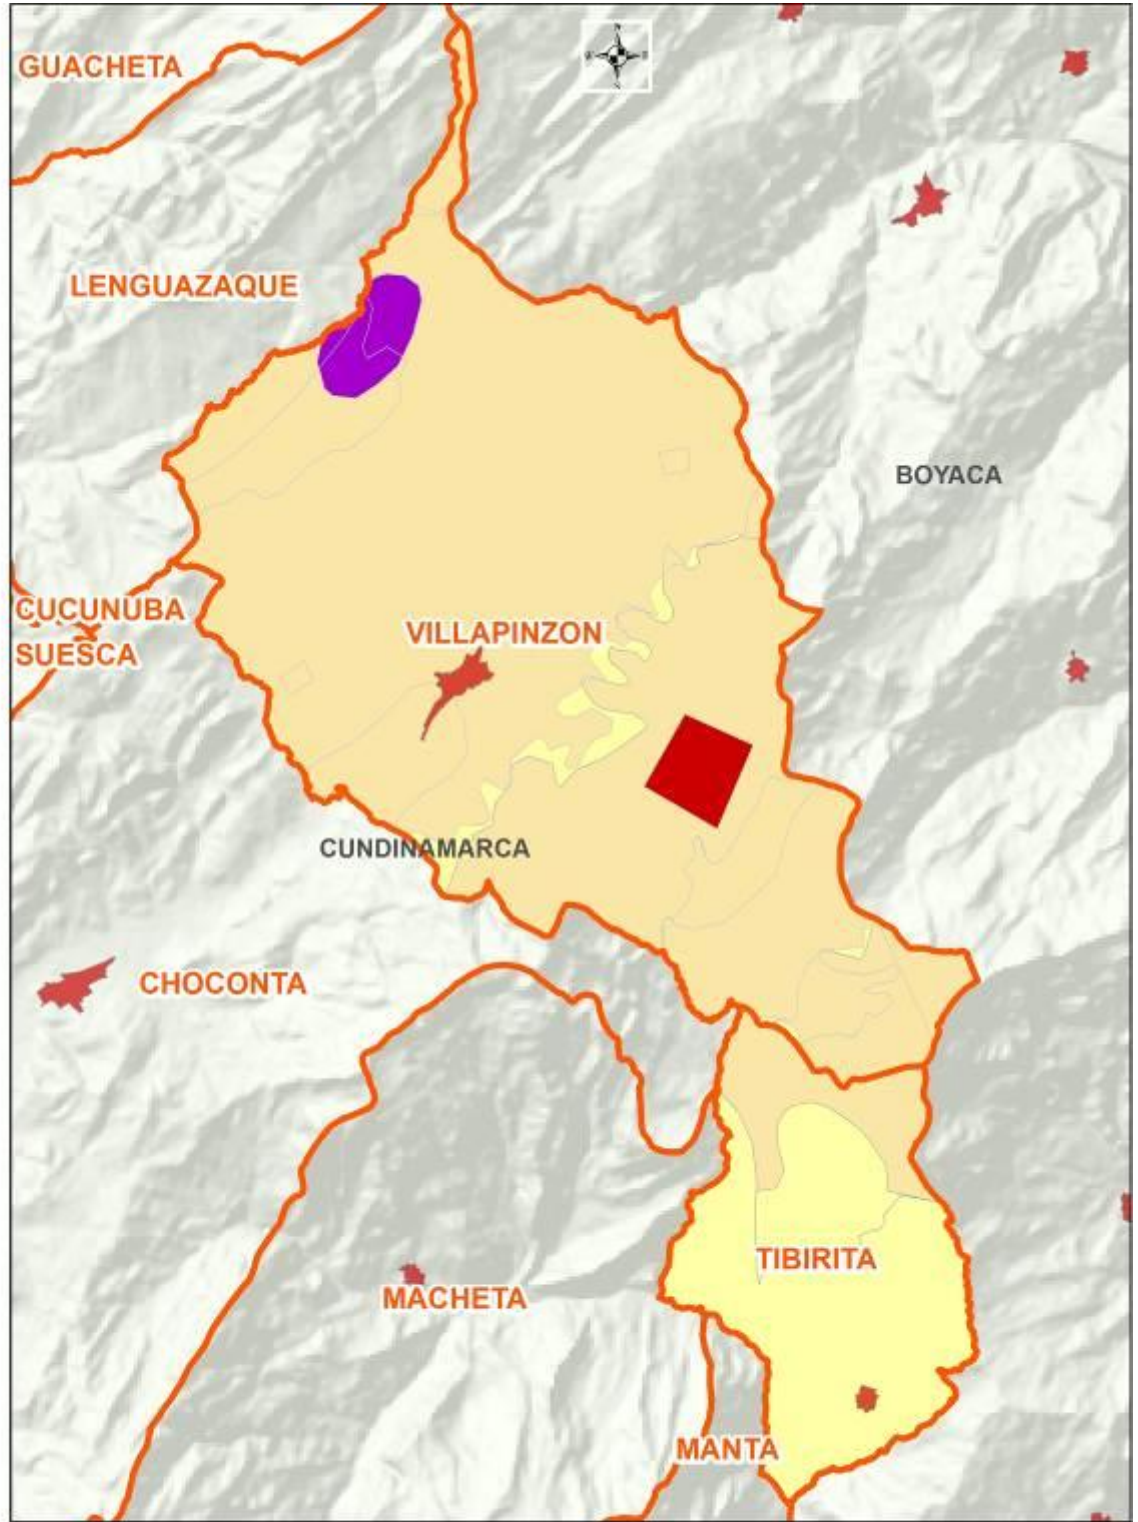 GUACHETA
LENGUAZAQUE
BOYACA
CUCUNUBA
VILLAPINZON
SUESCA
CUNDINAMARCA
CHOCONTA
TIBIRITA
MACHETA
MANTA